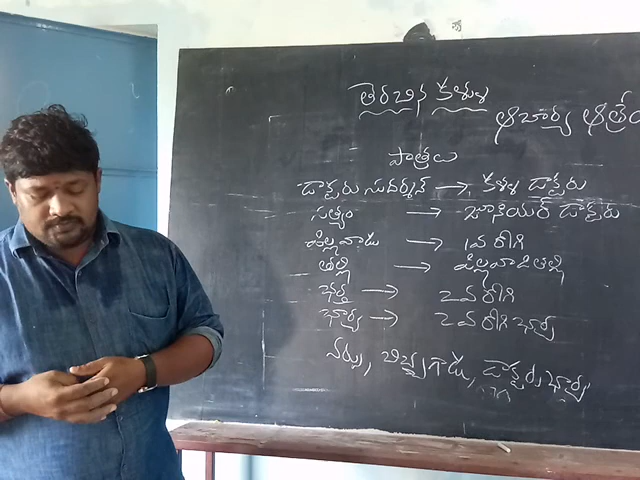 తెరచిన కళుళ
ఆచార్య ఆత్రేయ
పాత్రలు
డాక్టరు సుదర్శన్ → కళళ డాక్టరు
సత్యం → జూనియర్ డాక్టరు
పిల్లవాడు → 1వ రోగి
తల్లి → పిల్లవాడి తల్లి
భర్త → 2వ రోగి
భార్య → 2వ రోగి భార్య
నర్సు, బిచ్చగాడు, డాక్టర్సు భార్య